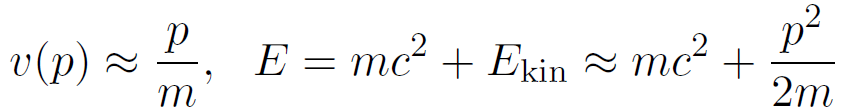 v(p) ≈ p/m, E = mc² + E_kin ≈ mc² + p²/2m